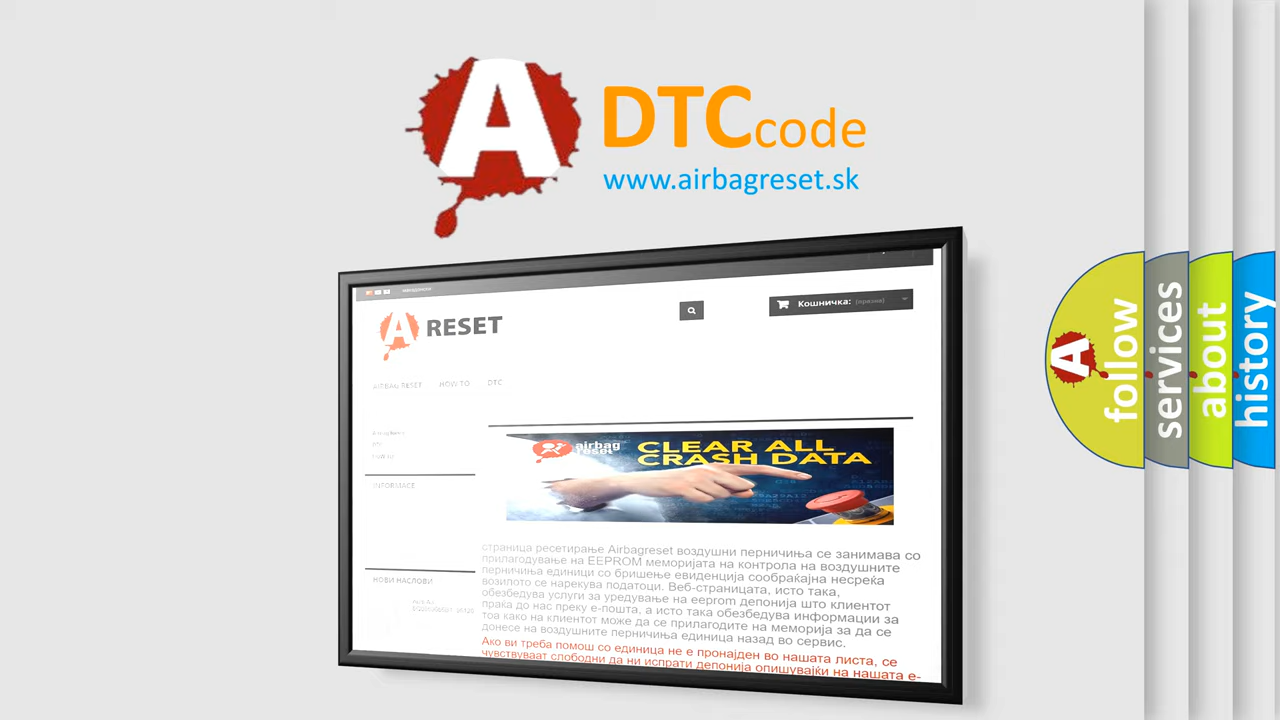 A DTC code
www.airbagreset.sk
A RESET
Кошничка: (празни)
AIRBAG RESET HOW TO DTC
INFORMACE
airbag
reset
CLEAR ALL
CRASH DATA
страница ресетирање Airbagreset воздушни перничиња се занимава со
прилагодување на EEPROM меморијата на контрола на воздушните
перничиња единици со бришење евиденција сообраќајна несреќа
возилото се нарекува податоци. Веб-страницата, исто така,
обезбедува услуги за уредување на eeprom депонија што клиентот
праќа до нас преку е-пошта, а исто така обезбедува информации за
тоа како на клиентот може да се прилагодите на меморија за да се
донесе на воздушните перничиња единица назад во сервис.
Ако ви треба помош со единица не е пронајден во нашата листа, се
чувствуваат слободни да ни испрати депонија опишувајќи на нашата е-
НОВИ НАСЛОВИ
A
follow
services
about
history